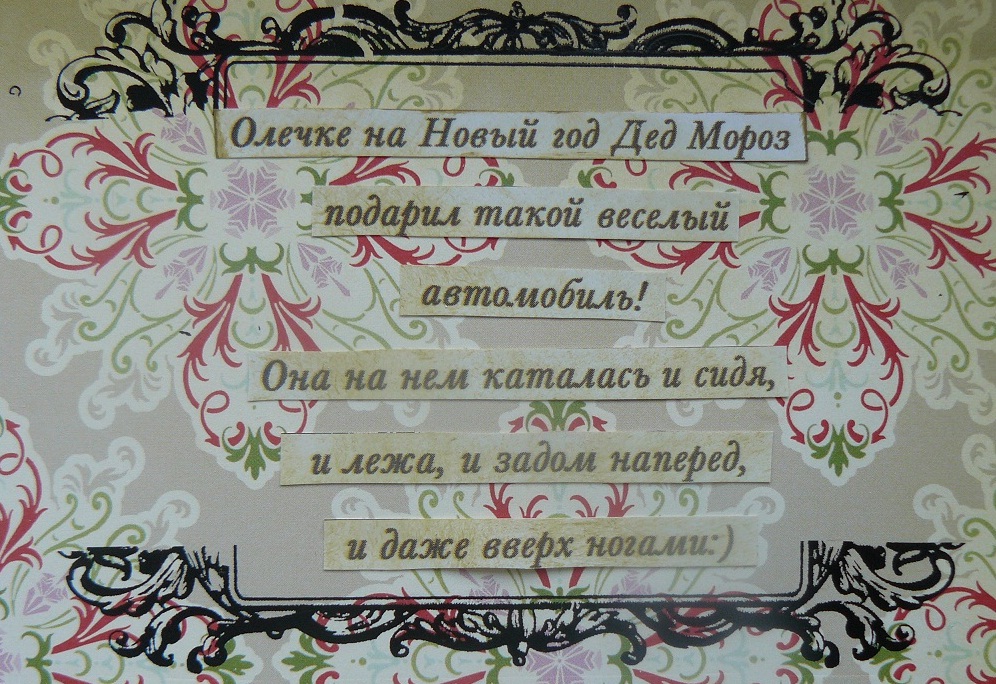 Олечке на Новый год Дед Мороз
подарил такой веселый
автомобиль!
Она на нем каталась и сидя,
и лежа, и задом наперед,
и даже вверх ногами:)